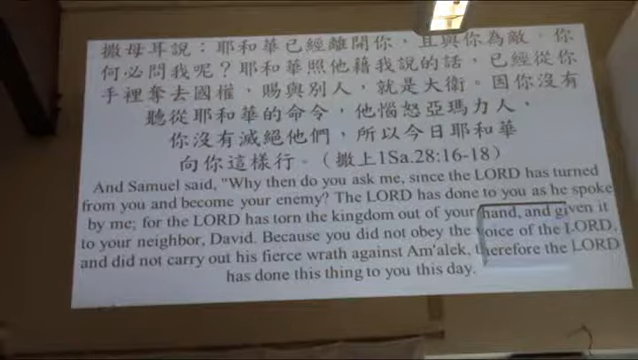 撒母耳說：耶和華已經離開你，且與你為敵，你
何必問我呢？耶和華照他藉我說的話，已經從你
手裡奪去國權，賜與別人，就是大衛。因你沒有
聽從耶和華的命令，他惱怒亞瑪力人，
你沒有滅絕他們，所以今日耶和華
向你這樣行。（撒上1Sa.28:16-18）
And Samuel said, "Why then do you ask me, since the LORD has turned
from you and become your enemy? The LORD has done to you as he spoke
by me; for the LORD has torn the kingdom out of your hand, and given it
to your neighbor, David. Because you did not obey the voice of the LORD,
and did not carry out his fierce wrath against Am'alek, therefore the LORD
has done this thing to you this day.